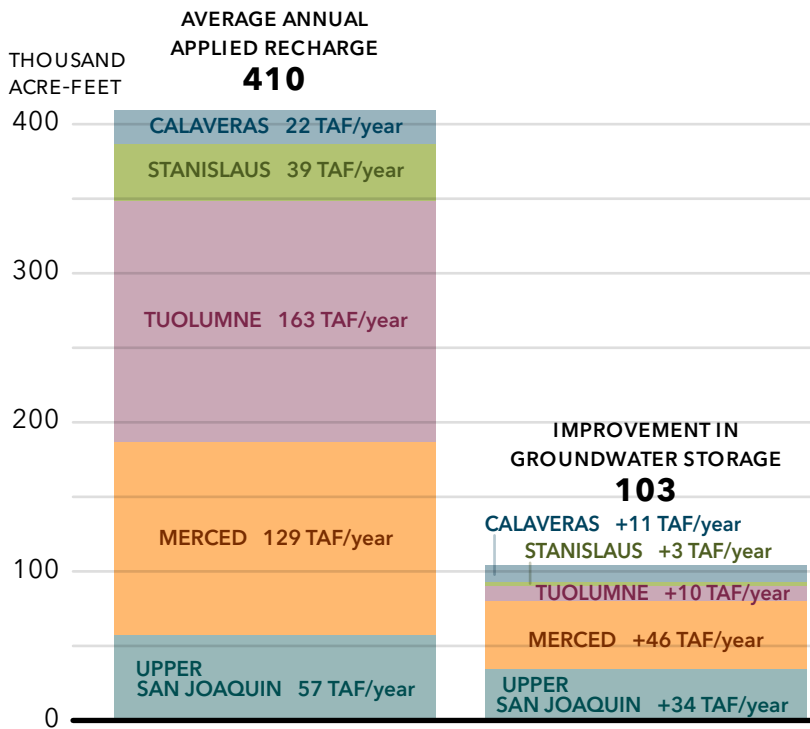 AVERAGE ANNUAL
APPLIED RECHARGE
410
THOUSAND
ACRE-FEET
400
300
200
100
0
CALAVERAS 22 TAF/year
STANISLAUS 39 TAF/year
TUOLUMNE 163 TAF/year
MERCED 129 TAF/year
UPPER
SAN JOAQUIN 57 TAF/year
IMPROVEMENT IN
GROUNDWATER STORAGE
103
CALAVERAS +11 TAF/year
STANISLAUS +3 TAF/year
TUOLUMNE +10 TAF/year
MERCED +46 TAF/year
UPPER
SAN JOAQUIN +34 TAF/year